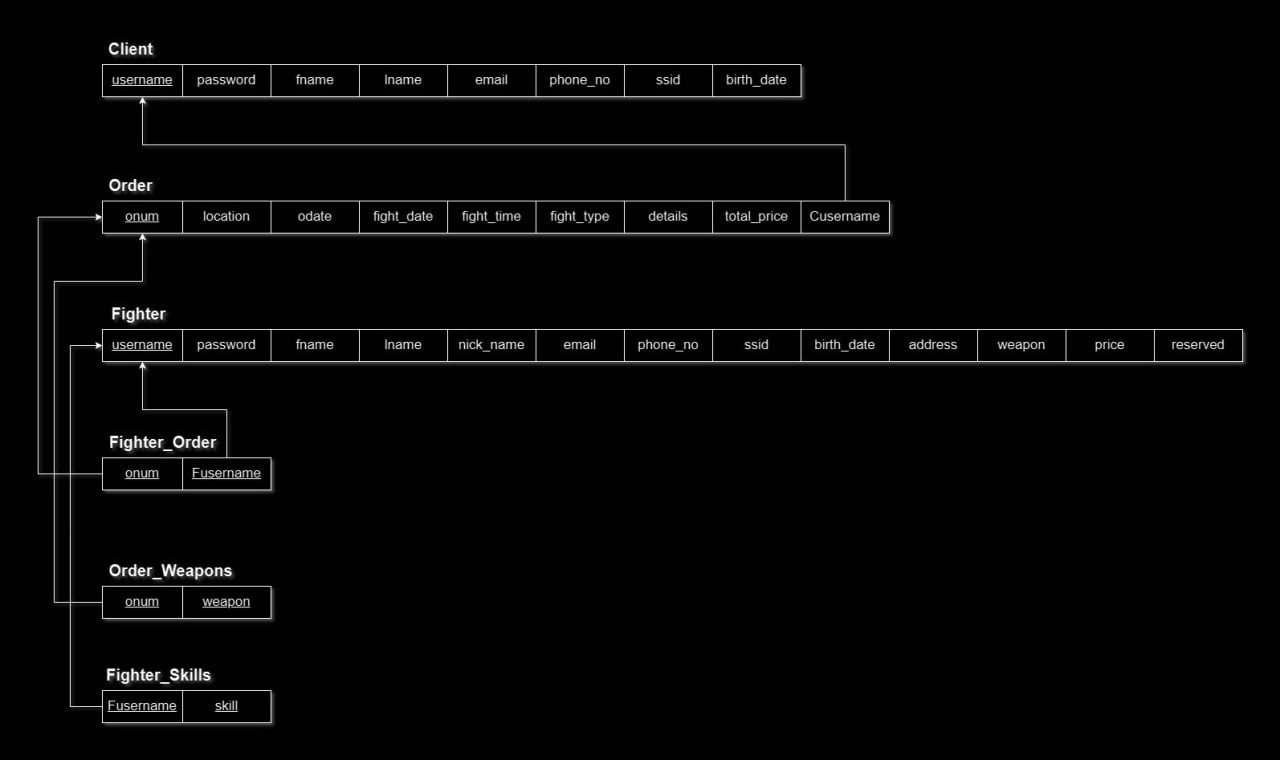 Client
username password fname lname email phone_no ssid birth_date
Order
onum location odate fight_date fight_time fight_type details total_price Cusername
Fighter
username password fname lname nick_name email phone_no ssid birth_date address weapon price reserved
Fighter_Order
onum Fusername
Order_Weapons
onum weapon
Fighter_Skills
Fusername skill